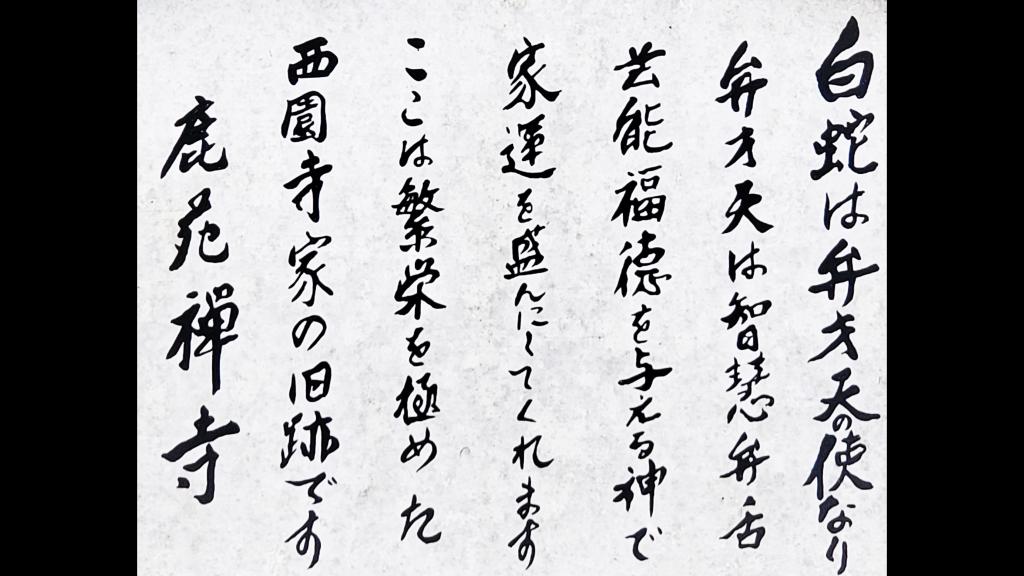 白蛇は弁才天の使なり
弁才天は智慧弁舌
芸能福徳を与える神で
家運を盛んにしてくれます
ここは繁栄を極めた
西園寺家の旧跡です
鹿苑禅寺